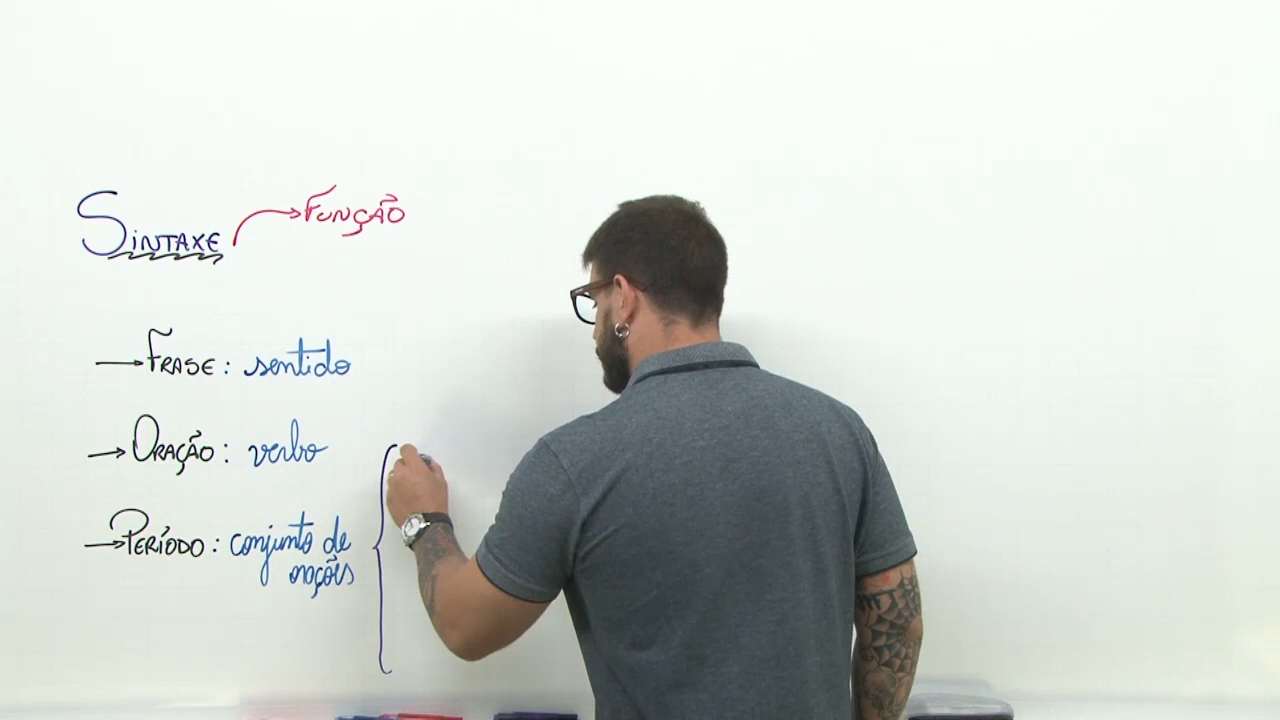 SINTAXE → FUNÇÃO
→ FRASE: sentido
→ ORAÇÃO: verbo
→ PERÍODO: conjunto de
orações